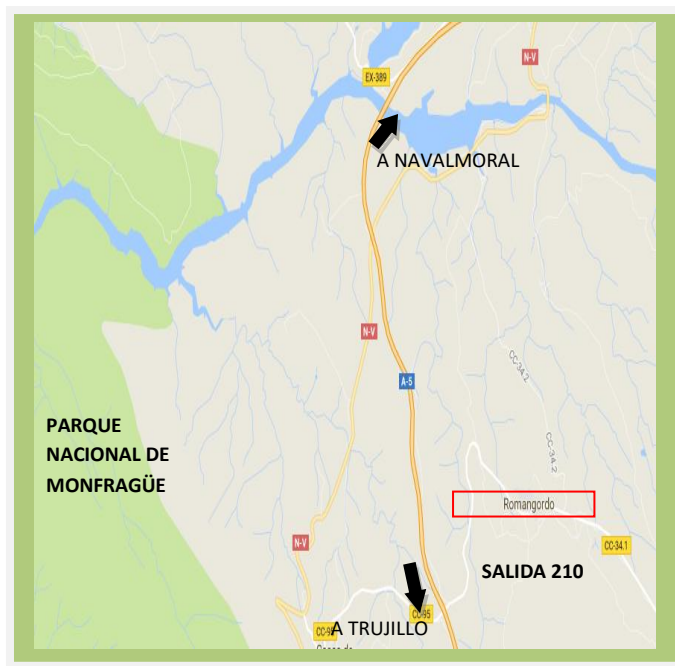 N-V
EX-389
A NAVALMORAL
N-V
CC-34.2
A-5
CC-34.2
PARQUE
NACIONAL DE
MONFRAGÜE
Romangordo
N-V
CC-34.1
SALIDA 210
CC-95
A TRUJILLO